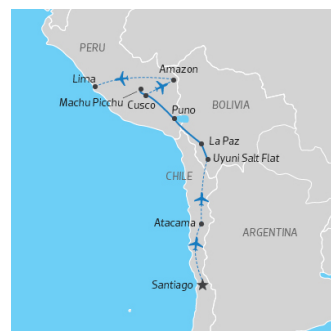 PERU
Lima
Amazon
Machu Picchu
Cusco
Puno
BOLIVIA
La Paz
Uyuni Salt Flat
CHILE
Atacama
ARGENTINA
Santiago